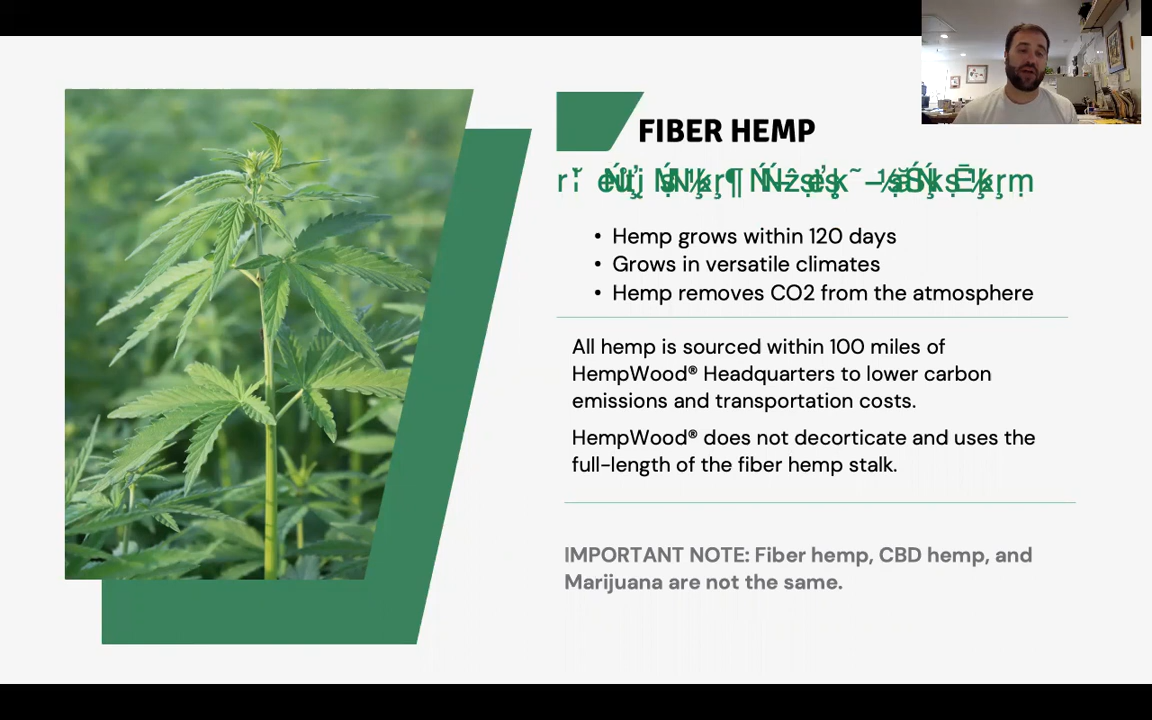 FIBER HEMP
• Hemp grows within 120 days
• Grows in versatile climates
• Hemp removes CO2 from the atmosphere
All hemp is sourced within 100 miles of
HempWood® Headquarters to lower carbon
emissions and transportation costs.
HempWood® does not decorticate and uses the
full-length of the fiber hemp stalk.
IMPORTANT NOTE: Fiber hemp, CBD hemp, and
Marijuana are not the same.